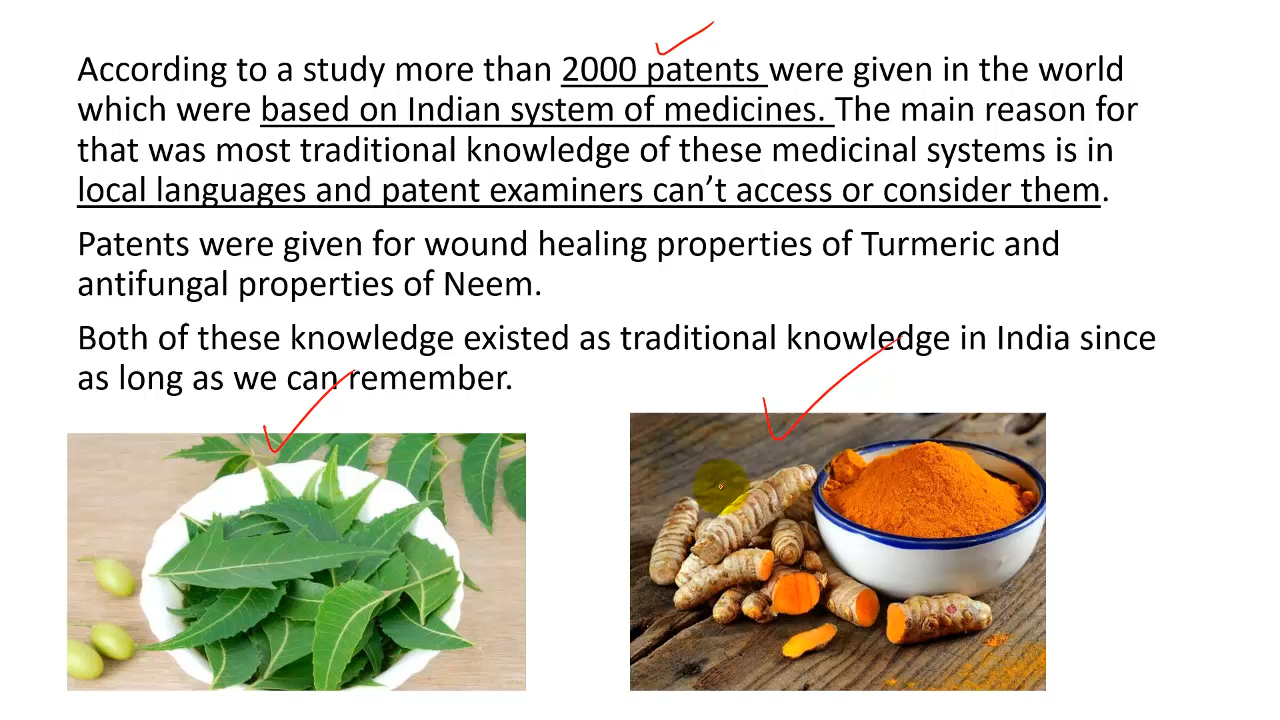 According to a study more than 2000 patents were given in the world
which were based on Indian system of medicines. The main reason for
that was most traditional knowledge of these medicinal systems is in
local languages and patent examiners can’t access or consider them.
Patents were given for wound healing properties of Turmeric and
antifungal properties of Neem.
Both of these knowledge existed as traditional knowledge in India since
as long as we can remember.